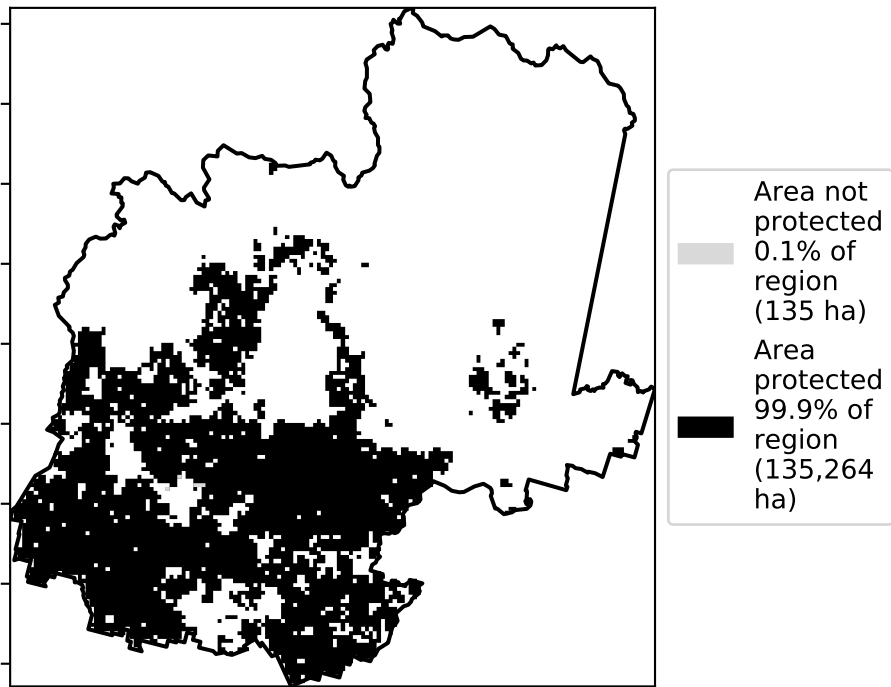 Area not
protected
0.1% of
region
(135 ha)
Area
protected
99.9% of
region
(135,264
ha)